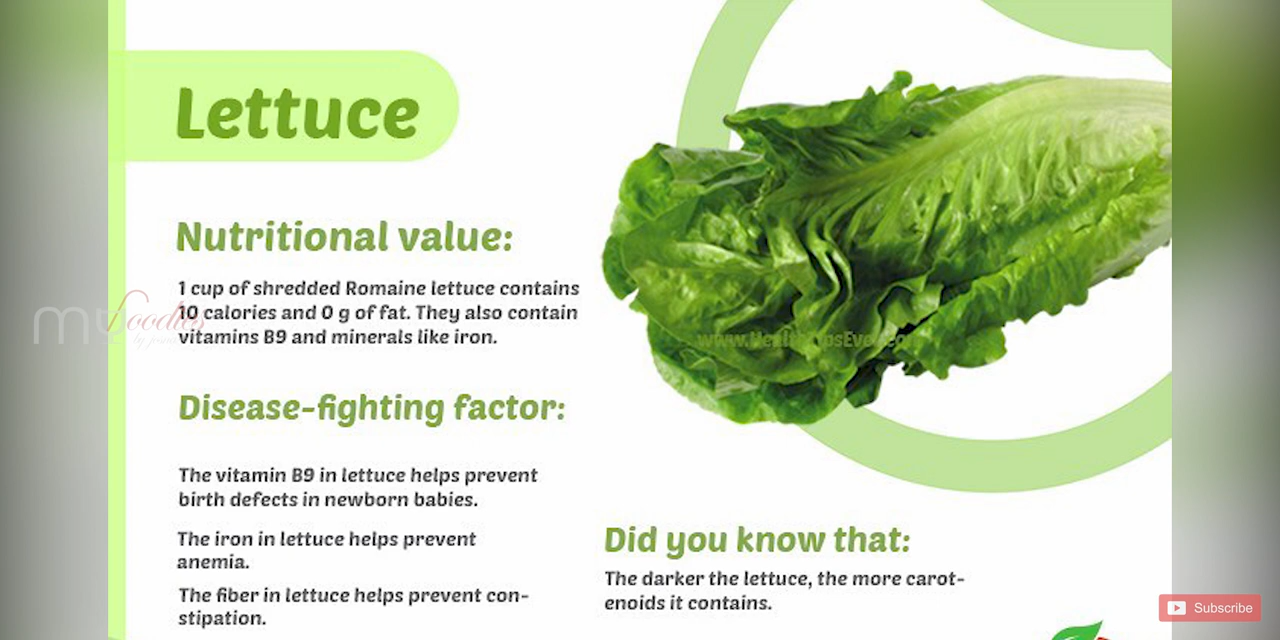 Lettuce
Nutritional value:
1 cup of shredded Romaine lettuce contains
10 calories and 0 g of fat. They also contain
vitamins B9 and minerals like iron.
my foodies
Disease-fighting factor:
The vitamin B9 in lettuce helps prevent
birth defects in newborn babies.
The iron in lettuce helps prevent
anemia.
The fiber in lettuce helps prevent con-
stipation.
Did you know that:
The darker the lettuce, the more carot-
enoids it contains.
Subscribe